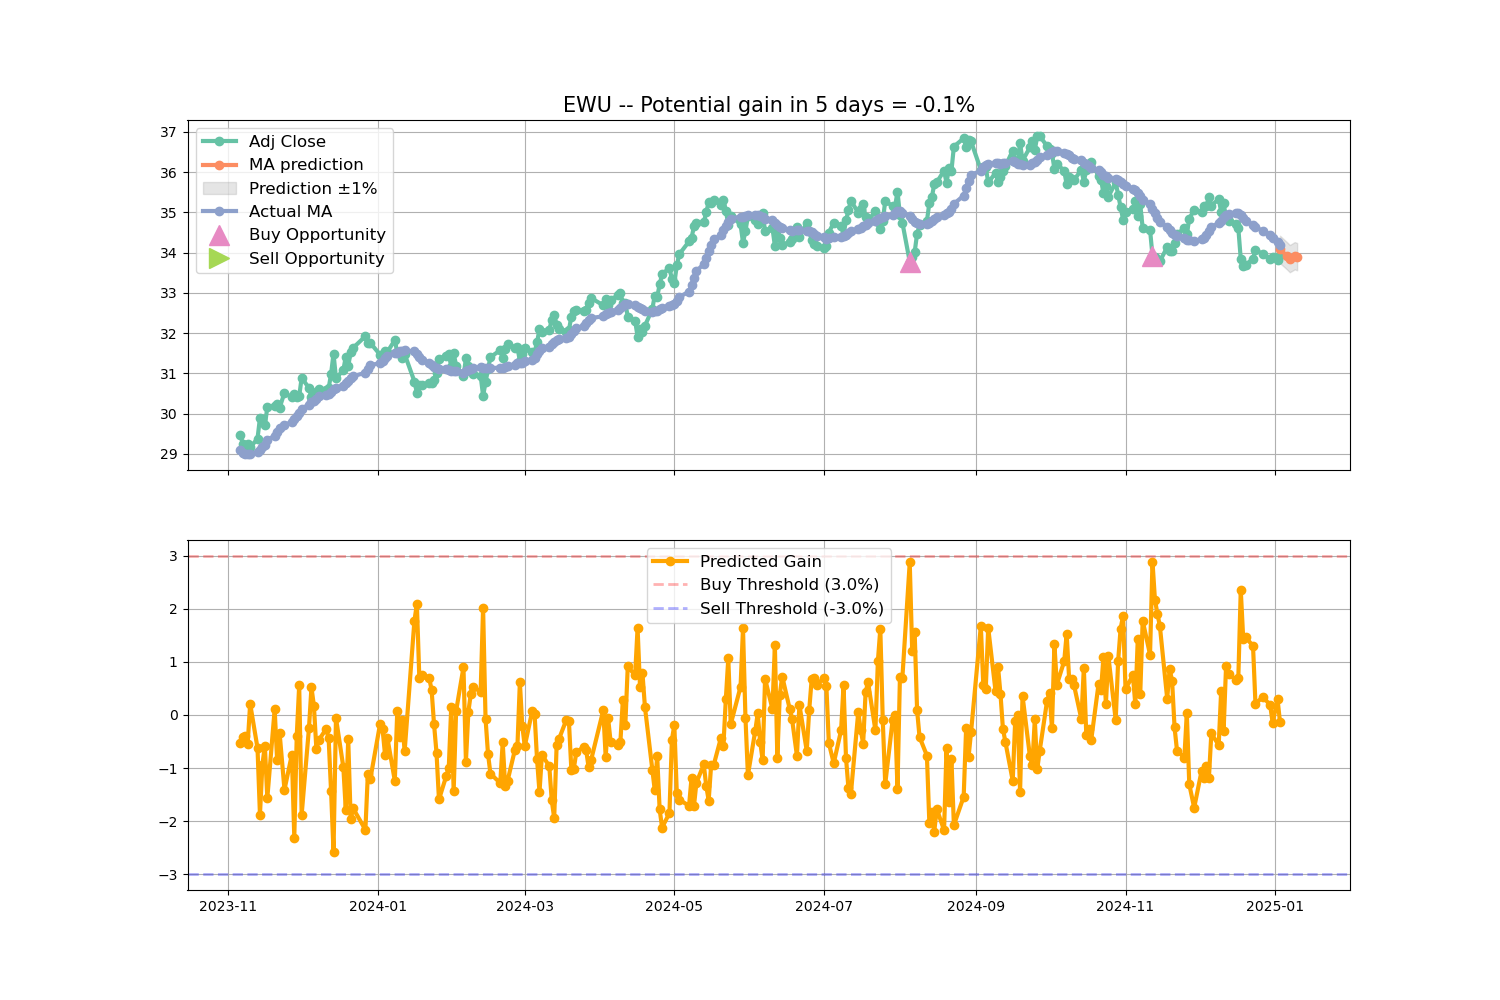 EWU -- Potential gain in 5 days = -0.1%
37
36
35
34
33
32
31
30
29
Adj Close
MA prediction
Prediction ±1%
Actual MA
Buy Opportunity
Sell Opportunity
3
2
1
0
−1
−2
−3
Predicted Gain
Buy Threshold (3.0%)
Sell Threshold (-3.0%)
2023-11
2024-01
2024-03
2024-05
2024-07
2024-09
2024-11
2025-01